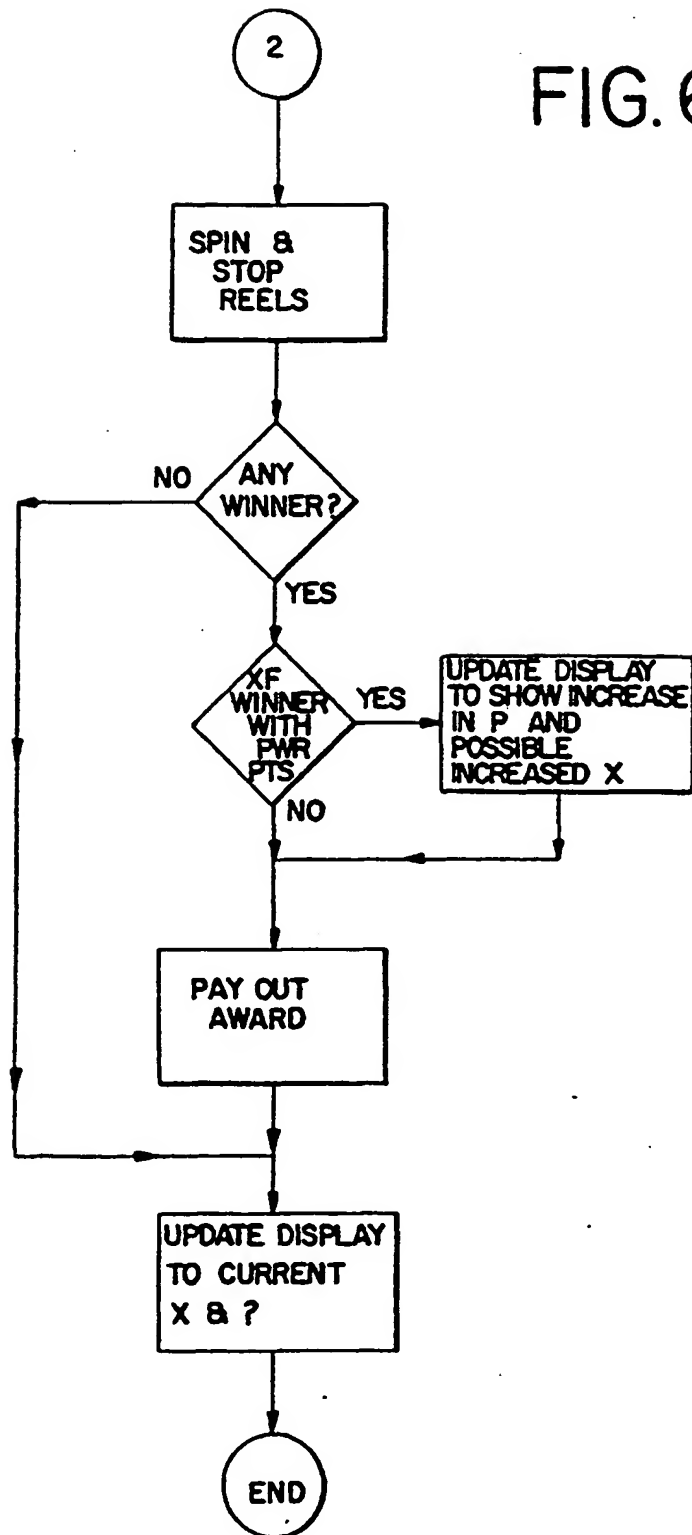 2
FIG. 6
SPIN &
STOP
REELS
NO
ANY
WINNER?
YES
XF
WINNER
WITH
PWR
PTS
YES
UPDATE DISPLAY
TO SHOW INCREASE
IN P AND
POSSIBLE
INCREASED X
NO
PAY OUT
AWARD
UPDATE DISPLAY
TO CURRENT
X & ?
END